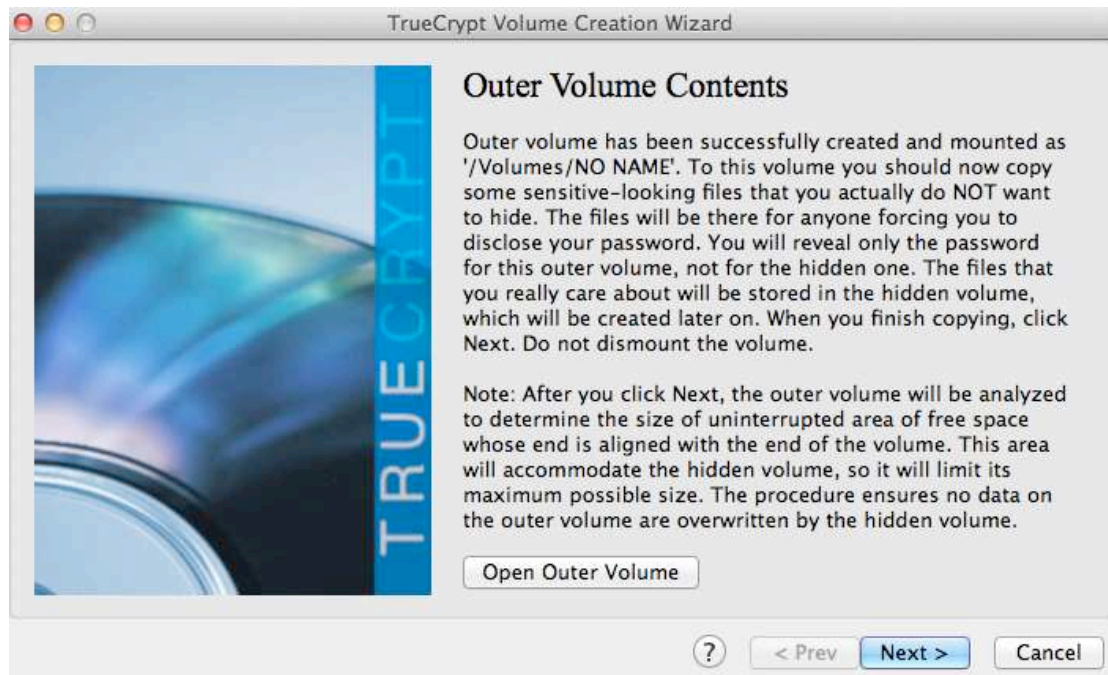 TrueCrypt Volume Creation Wizard
TRUECRYPT
Outer Volume Contents
Outer volume has been successfully created and mounted as
'/Volumes/NO NAME'. To this volume you should now copy
some sensitive-looking files that you actually do NOT want
to hide. The files will be there for anyone forcing you to
disclose your password. You will reveal only the password
for this outer volume, not for the hidden one. The files that
you really care about will be stored in the hidden volume,
which will be created later on. When you finish copying, click
Next. Do not dismount the volume.
Note: After you click Next, the outer volume will be analyzed
to determine the size of uninterrupted area of free space
whose end is aligned with the end of the volume. This area
will accommodate the hidden volume, so it will limit its
maximum possible size. The procedure ensures no data on
the outer volume are overwritten by the hidden volume.
Open Outer Volume
? < Prev Next > Cancel